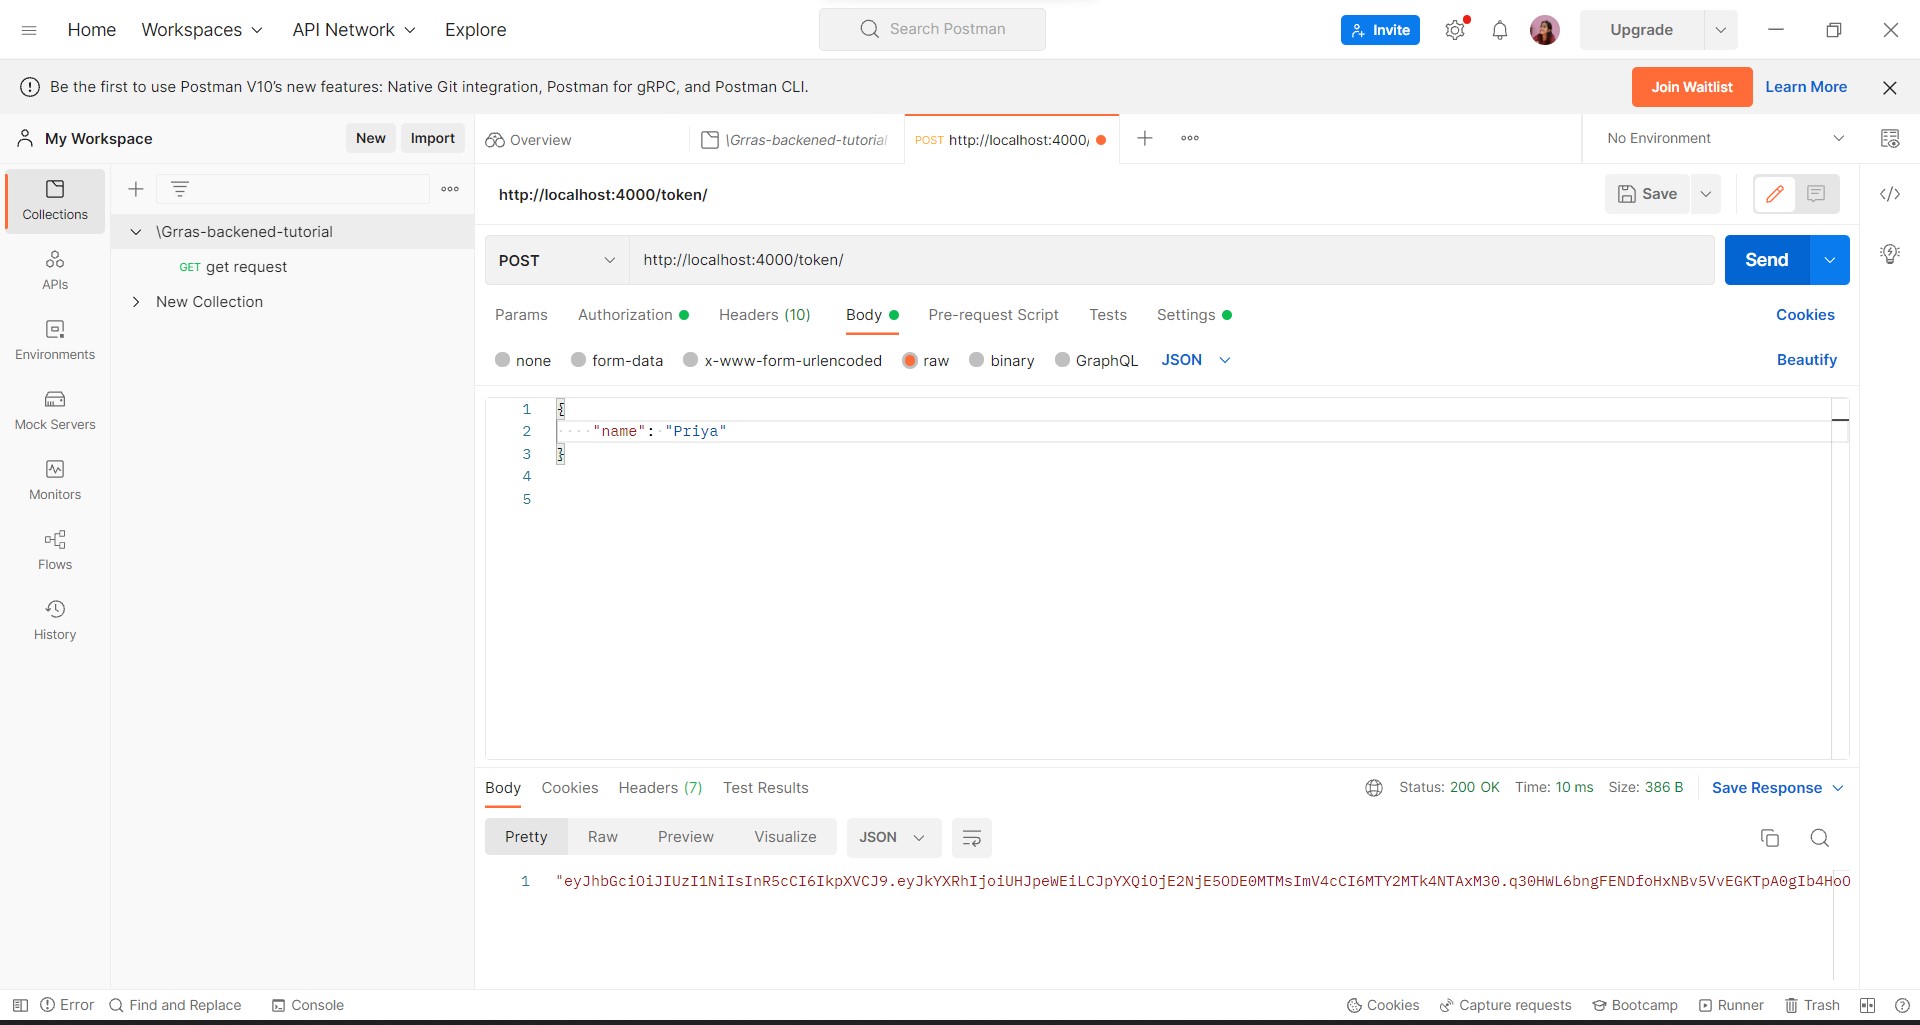 Home Workspaces API Network Explore Search Postman Invite Upgrade
Be the first to use Postman V10's new features: Native Git integration, Postman for gRPC, and Postman CLI. Join Waitlist Learn More
My Workspace New Import Overview \Grras-backened-tutorial POST http://localhost:4000/ No Environment
Collections
APIs
Environments
Mock Servers
Monitors
Flows
History
\Grras-backened-tutorial
GET get request
New Collection
http://localhost:4000/token/ Save
POST http://localhost:4000/token/ Send
Params Authorization Headers (10) Body Pre-request Script Tests Settings Cookies
none form-data x-www-form-urlencoded raw binary GraphQL JSON Beautify
1 {
2 "name": "Priya"
3 }
4
5
Body Cookies Headers (7) Test Results Status: 200 OK Time: 10 ms Size: 386 B Save Response
Pretty Raw Preview Visualize JSON
1 "eyJhbGciOiJIUzI1NiIsInR5cCI6IkpXVCJ9.eyJkYXRhIjoiUHJpeWEiLCJpYXQiOjE2NjE5ODE0MTMsImV4cCI6MTY2MTk4NTAxM30.q30HWL6bngFENDfoHxNBv5VvEGKTpA0gIb4HoO
Error Find and Replace Console Cookies Capture requests Bootcamp Runner Trash